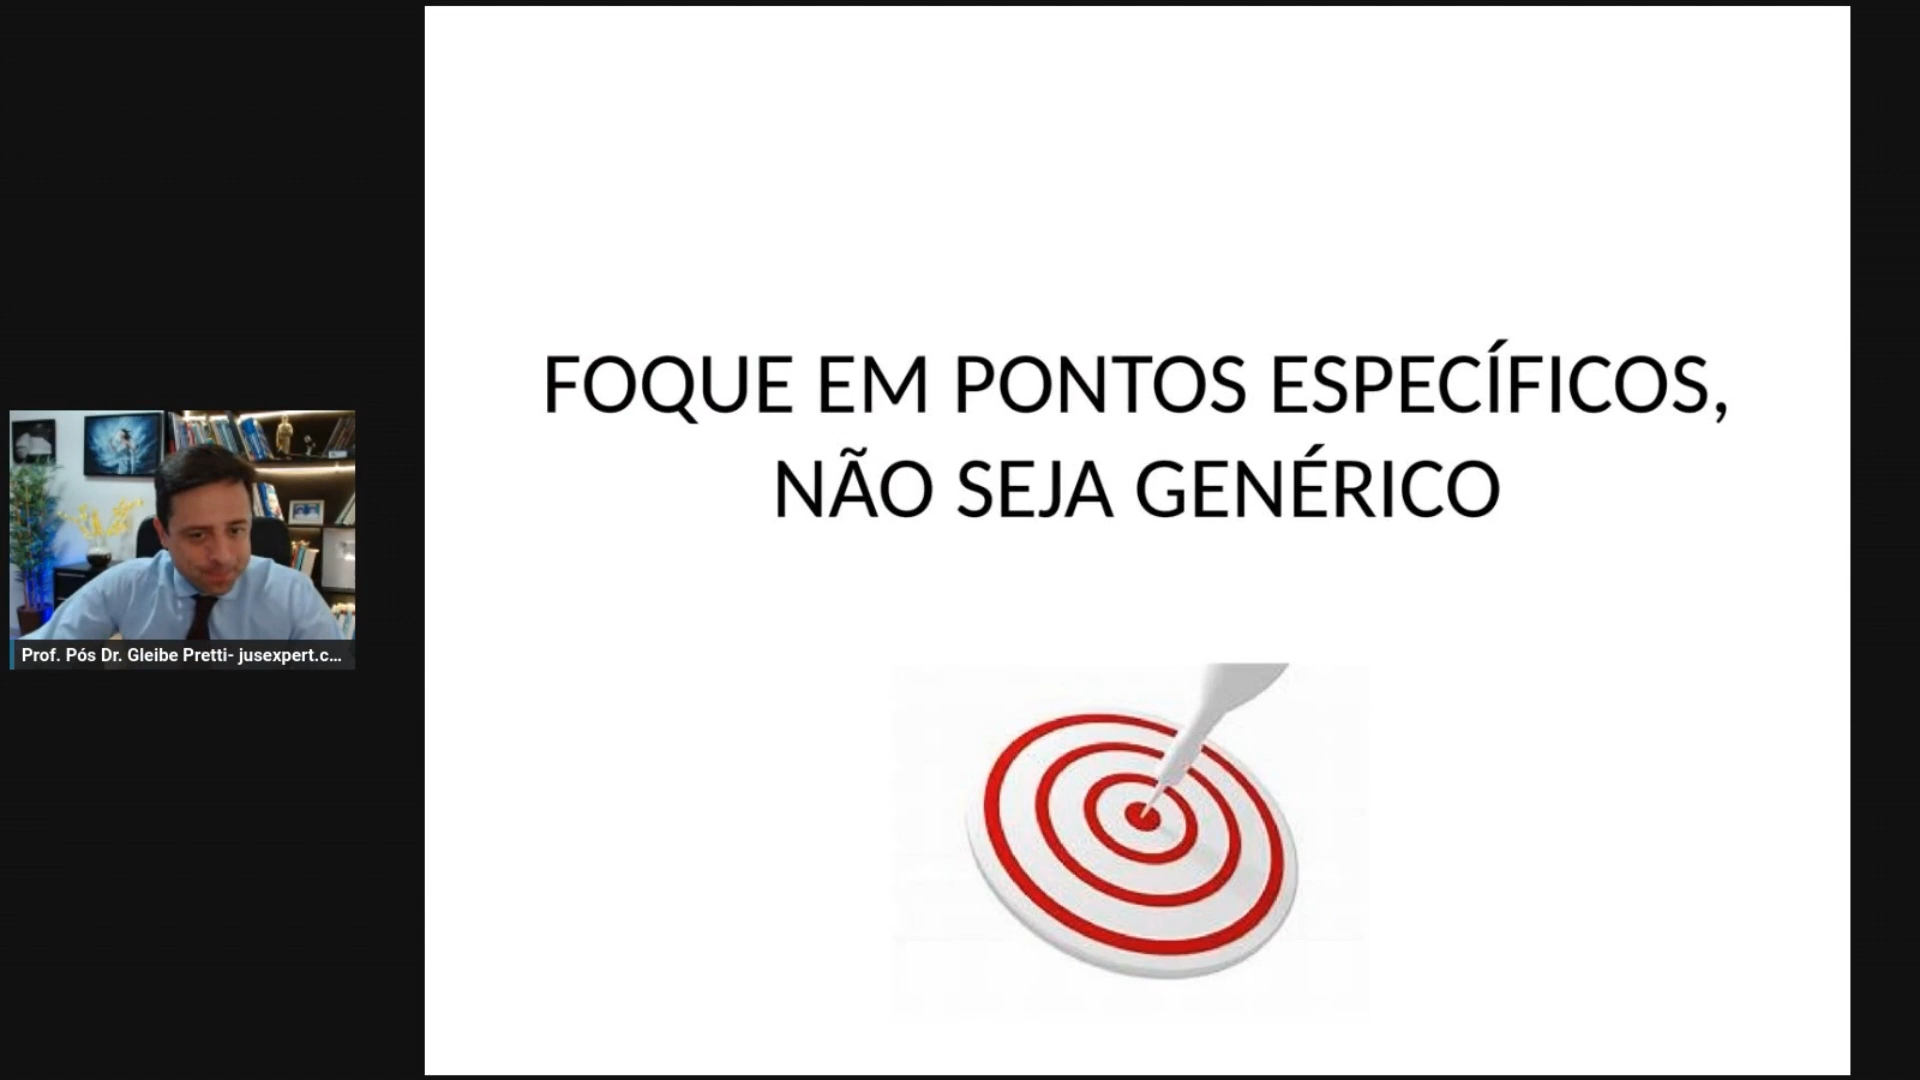 FOQUE EM PONTOS ESPECÍFICOS,
NÃO SEJA GENÉRICO
Prof. Pós Dr. Gleibe Pretti- jusexpert.c...